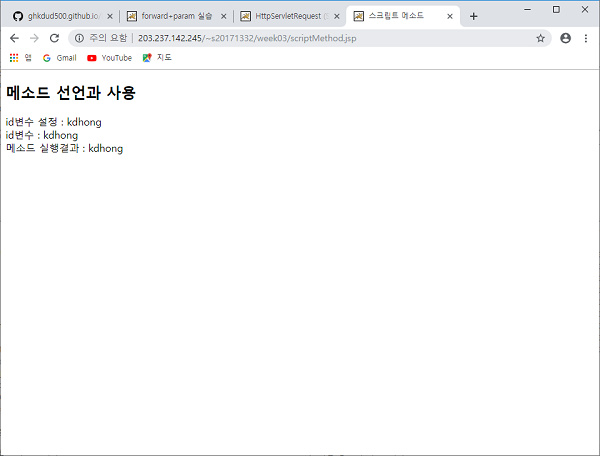 ghkdud500.github.io/
forward+param 실습
HttpServletRequest
스크립트 메소드
주의 요함 | 203.237.142.245/~s20171332/week03/scriptMethod.jsp
앱 Gmail YouTube 지도
메소드 선언과 사용
id변수 설정 : kdhong
id변수 : kdhong
메소드 실행결과 : kdhong